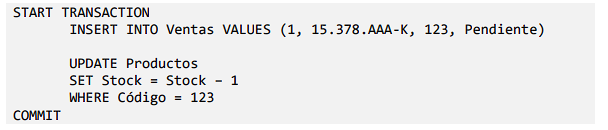 START TRANSACTION
INSERT INTO Ventas VALUES (1, 15.378.AAA-K, 123, Pendiente)
UPDATE Productos
SET Stock = Stock – 1
WHERE Código = 123
COMMIT